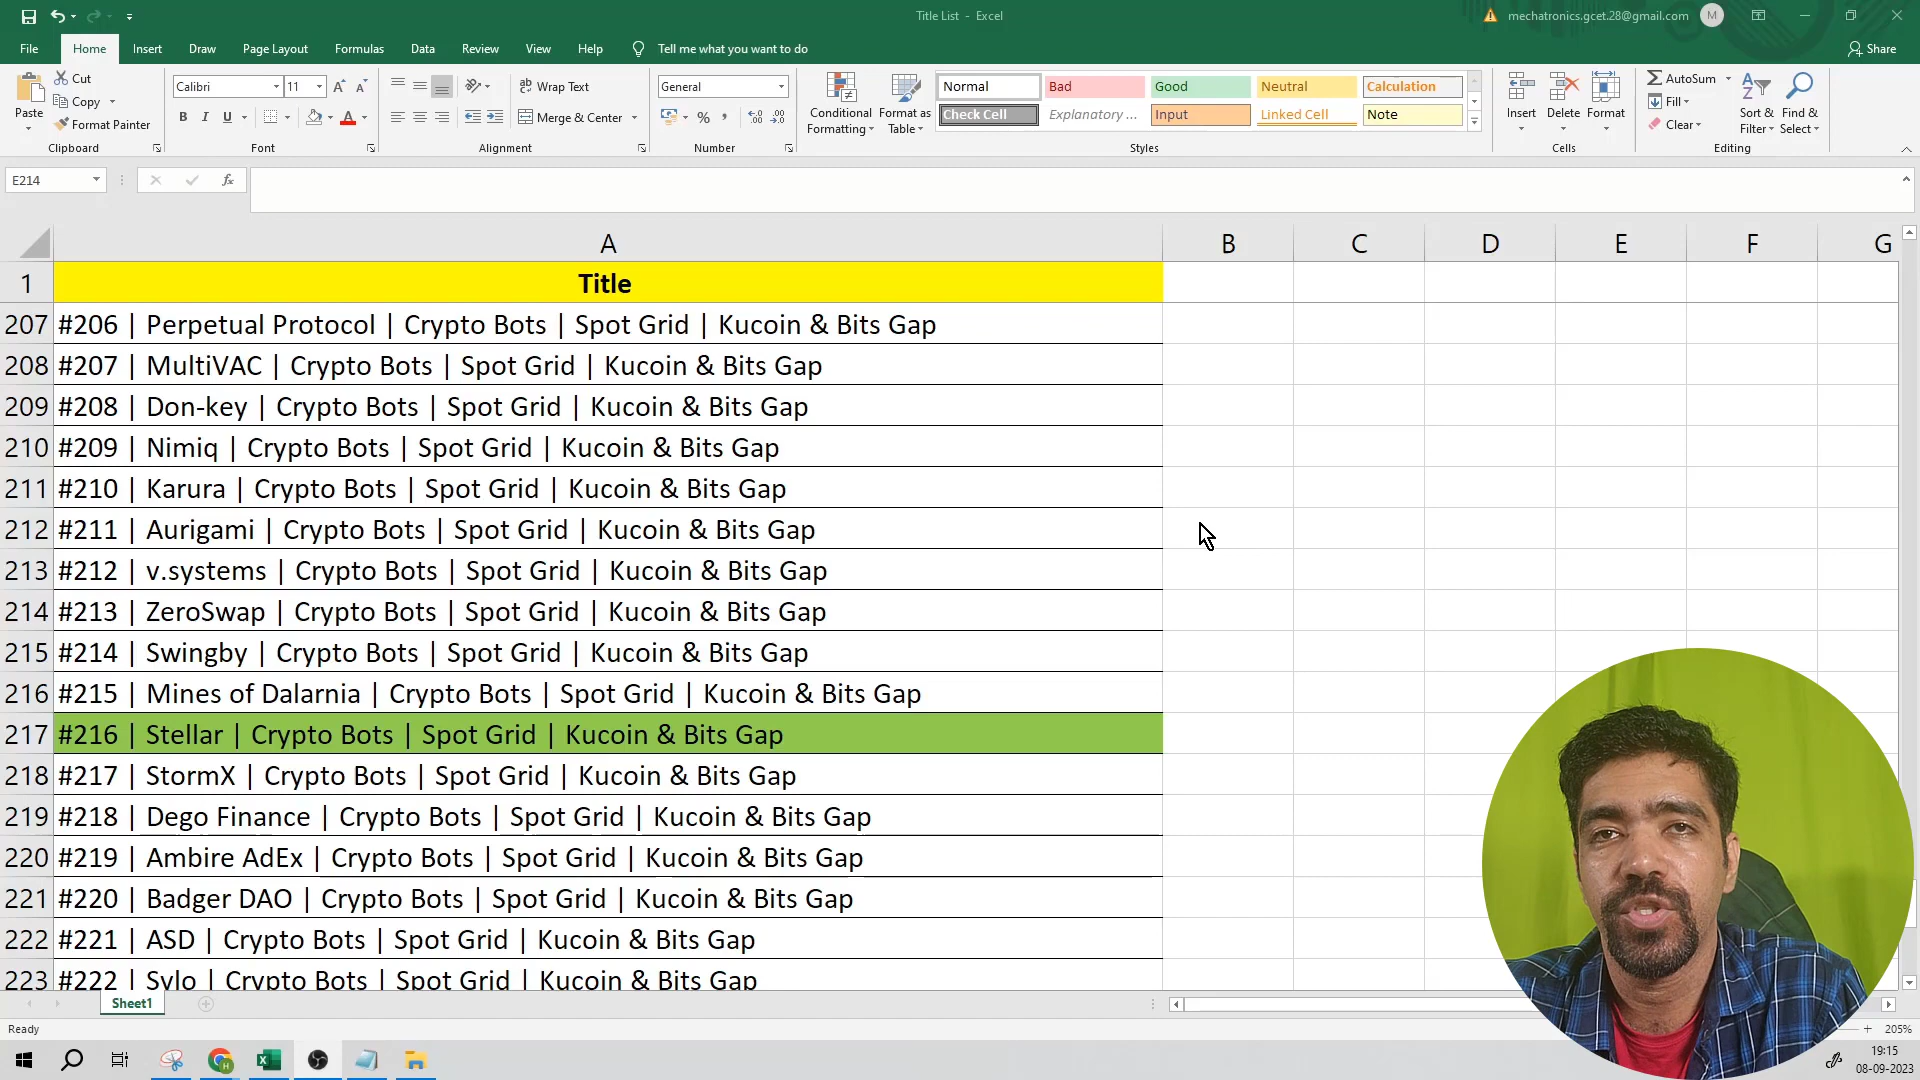 Title List - Excel
mechatronics.gcet.28@gmail.com M
File Home Insert Draw Page Layout Formulas Data Review View Help Tell me what you want to do Share
Paste
Cut
Copy
Format Painter
Clipboard
Calibri 11
B I U
Font
Wrap Text
Merge & Center
Alignment
General
%
Number
Conditional Formatting
Format as Table
Normal Bad Good Neutral Calculation
Check Cell Explanatory ... Input Linked Cell Note
Styles
Insert Delete Format
Cells
AutoSum
Fill
Clear
Sort & Filter
Find & Select
Editing
E214 fx
A B C D E F G
1 Title
207 #206 | Perpetual Protocol | Crypto Bots | Spot Grid | Kucoin & Bits Gap
208 #207 | MultiVAC | Crypto Bots | Spot Grid | Kucoin & Bits Gap
209 #208 | Don-key | Crypto Bots | Spot Grid | Kucoin & Bits Gap
210 #209 | Nimiq | Crypto Bots | Spot Grid | Kucoin & Bits Gap
211 #210 | Karura | Crypto Bots | Spot Grid | Kucoin & Bits Gap
212 #211 | Aurigami | Crypto Bots | Spot Grid | Kucoin & Bits Gap
213 #212 | v.systems | Crypto Bots | Spot Grid | Kucoin & Bits Gap
214 #213 | ZeroSwap | Crypto Bots | Spot Grid | Kucoin & Bits Gap
215 #214 | Swingby | Crypto Bots | Spot Grid | Kucoin & Bits Gap
216 #215 | Mines of Dalarnia | Crypto Bots | Spot Grid | Kucoin & Bits Gap
217 #216 | Stellar | Crypto Bots | Spot Grid | Kucoin & Bits Gap
218 #217 | StormX | Crypto Bots | Spot Grid | Kucoin & Bits Gap
219 #218 | Dego Finance | Crypto Bots | Spot Grid | Kucoin & Bits Gap
220 #219 | Ambire AdEx | Crypto Bots | Spot Grid | Kucoin & Bits Gap
221 #220 | Badger DAO | Crypto Bots | Spot Grid | Kucoin & Bits Gap
222 #221 | ASD | Crypto Bots | Spot Grid | Kucoin & Bits Gap
223 #222 | Sylo | Crypto Bots | Spot Grid | Kucoin & Bits Gap
Sheet1
Ready
205%
19:15
08-09-2023